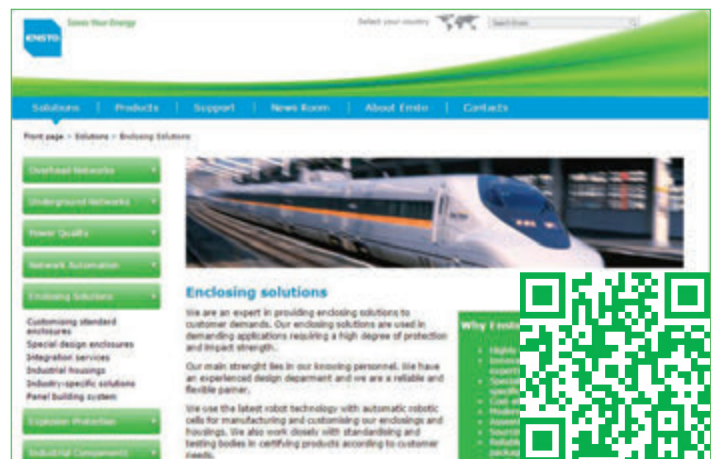 Saves Your Energy
Select your country
Search Ensto
ENSTO
Solutions | Products | Support | News Room | About Ensto | Contacts
Front page > Solutions > Enclosing Solutions
Overhead Networks
Underground Networks
Power Quality
Network Automation
Enclosing Solutions
Customising standard
enclosures
Special design enclosures
Integration services
Industrial housings
Industry-specific solutions
Panel building system
Explosion Protection
Industrial Components
Enclosing solutions
We are an expert in providing enclosing solutions to
customer demands. Our enclosing solutions are used in
demanding applications requiring a high degree of protection
and impact strength.
Our main strenght lies in our knowing personnel. We have
an experienced design deparment and we are a reliable and
flexible parner.
We use the latest robot technology with automatic robotic
cells for manufacturing and customising our enclosings and
housings. We also work closely with standardising and
testing bodies in certifying products according to customer
needs.
Why Ensto
Highly